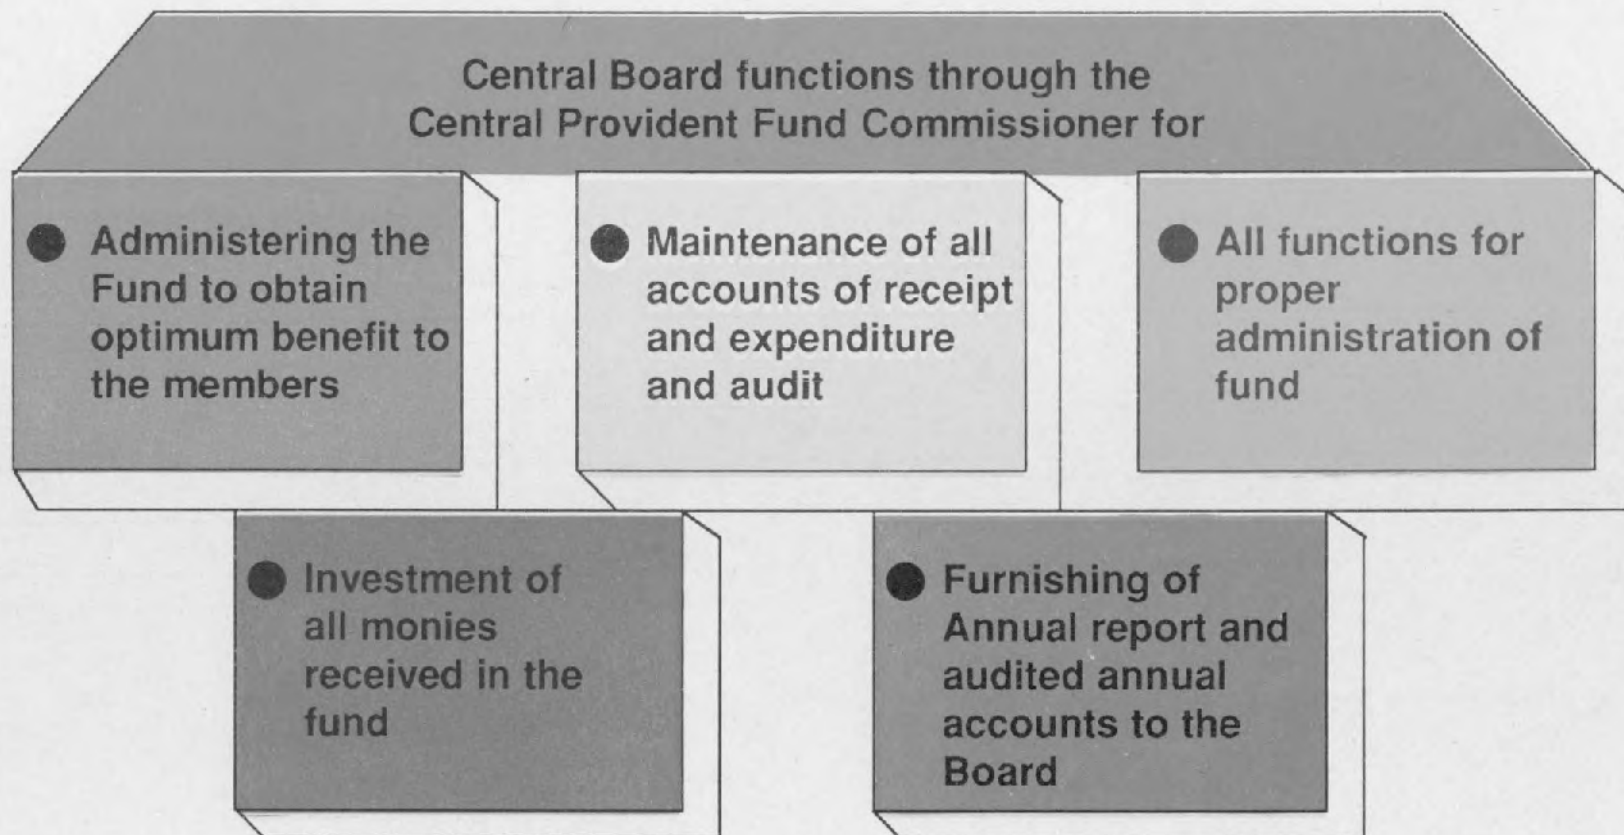 Central Board functions through the
Central Provident Fund Commissioner for
● Administering the
Fund to obtain
optimum benefit to
the members
● Maintenance of all
accounts of receipt
and expenditure
and audit
● All functions for
proper
administration of
fund
● Investment of
all monies
received in the
fund
● Furnishing of
Annual report and
audited annual
accounts to the
Board